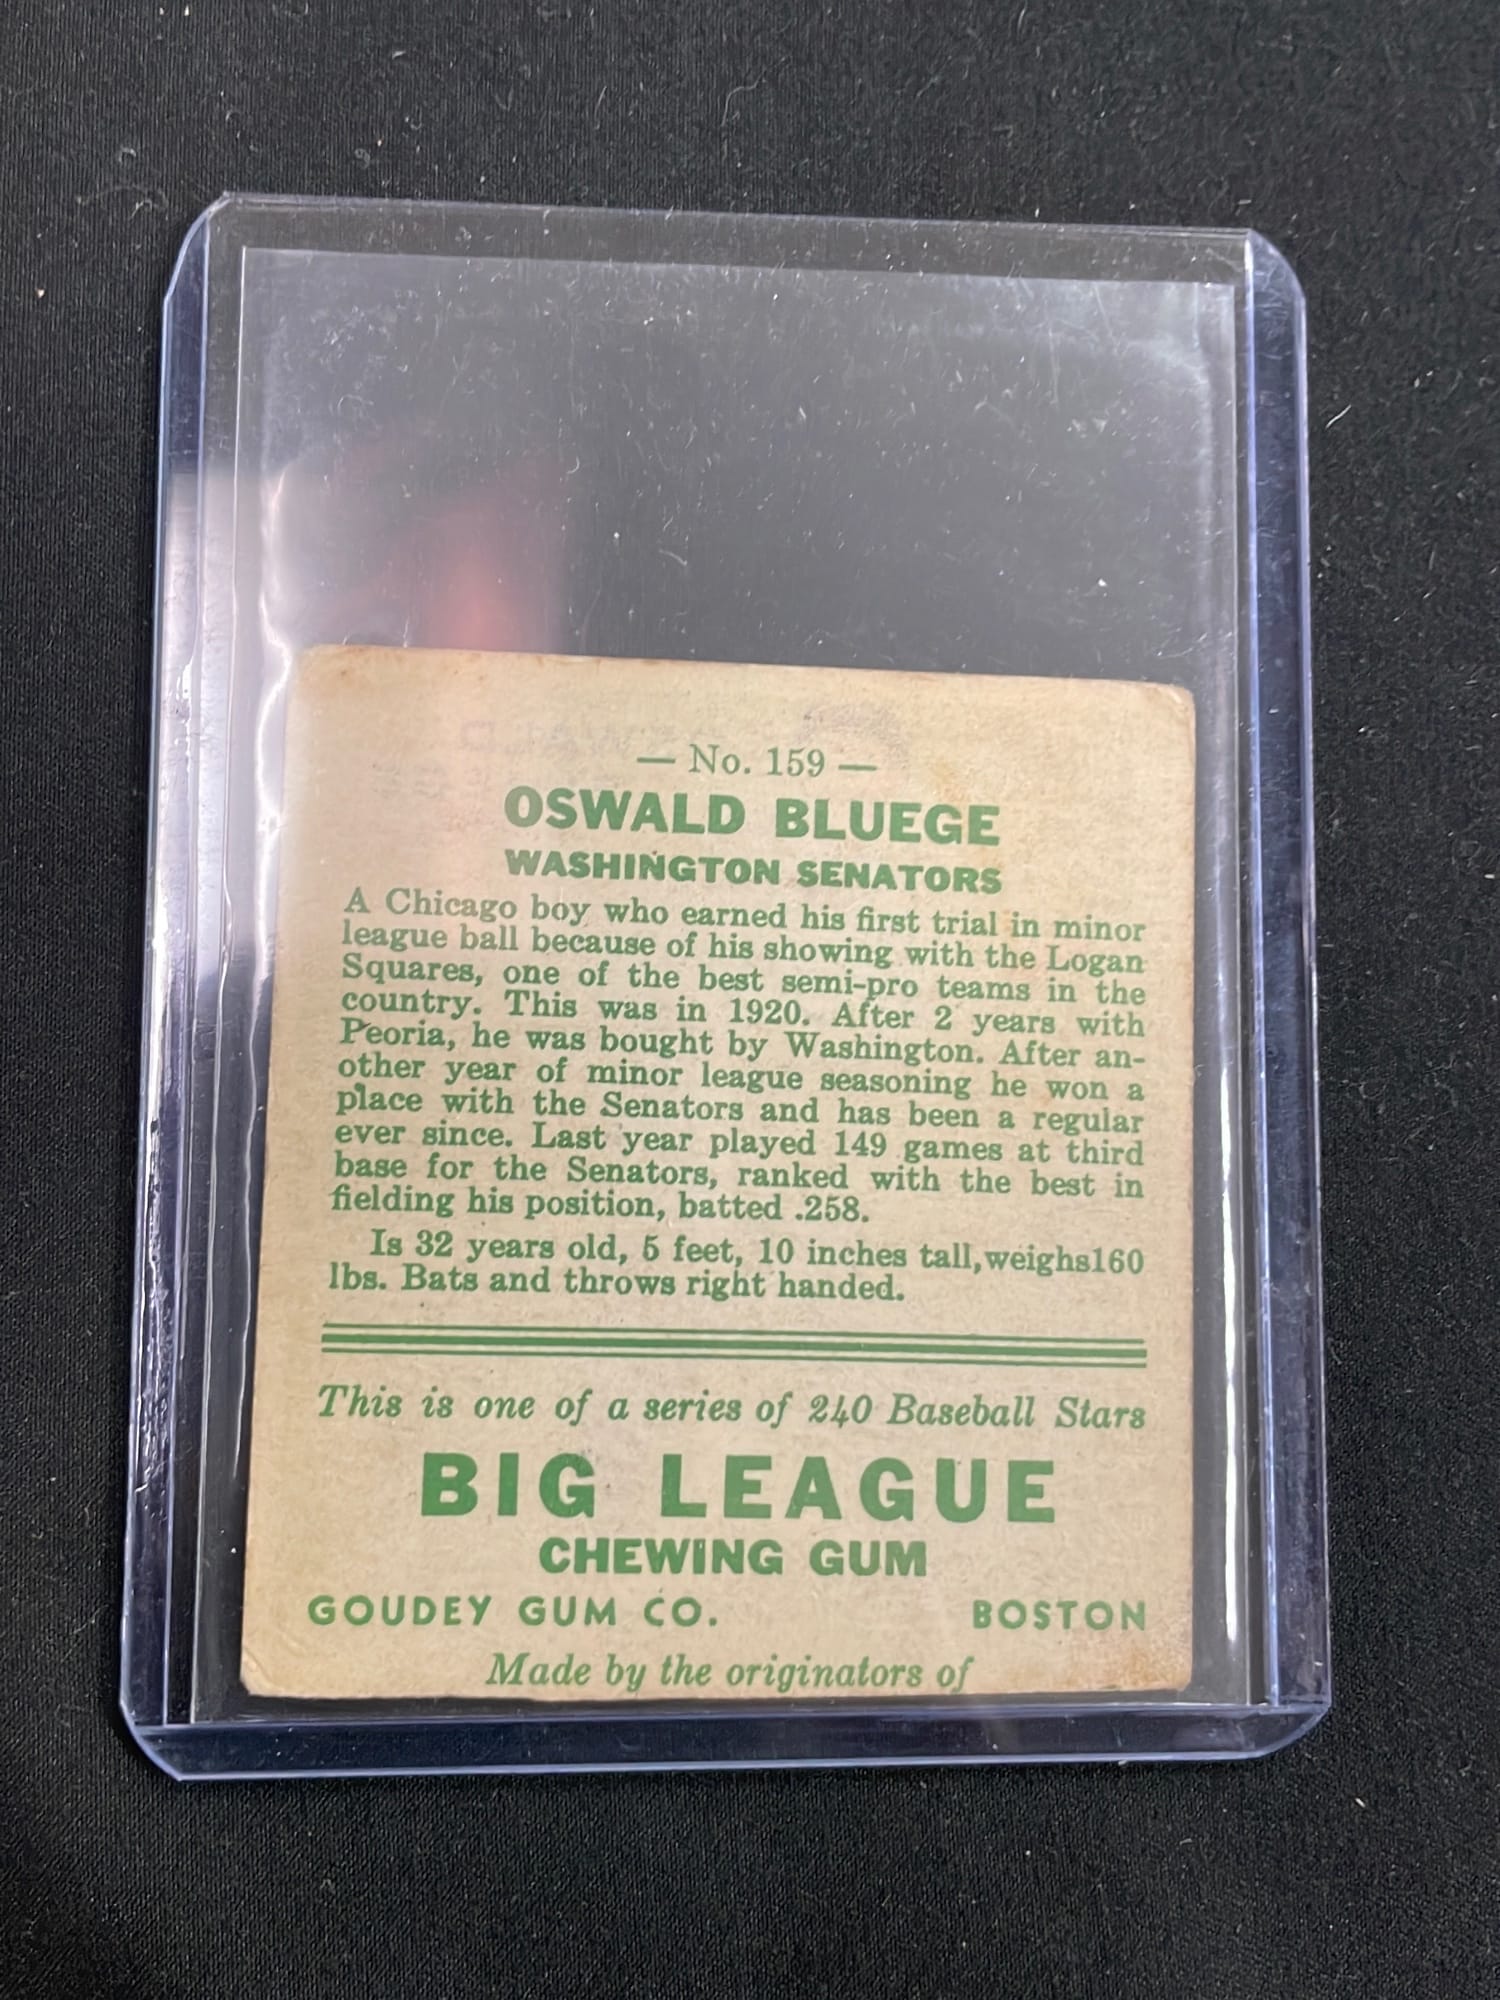 — No. 159 —
OSWALD BLUEGE
WASHINGTON SENATORS
A Chicago boy who earned his first trial in minor
league ball because of his showing with the Logan
Squares, one of the best semi-pro teams in the
country. This was in 1920. After 2 years with
Peoria, he was bought by Washington. After an-
other year of minor league seasoning he won a
place with the Senators and has been a regular
ever since. Last year played 149 games at third
base for the Senators, ranked with the best in
fielding his position, batted .258.
Is 32 years old, 5 feet, 10 inches tall,weighs160
lbs. Bats and throws right handed.
This is one of a series of 240 Baseball Stars
BIG LEAGUE
CHEWING GUM
GOUDEY GUM CO. BOSTON
Made by the originators of